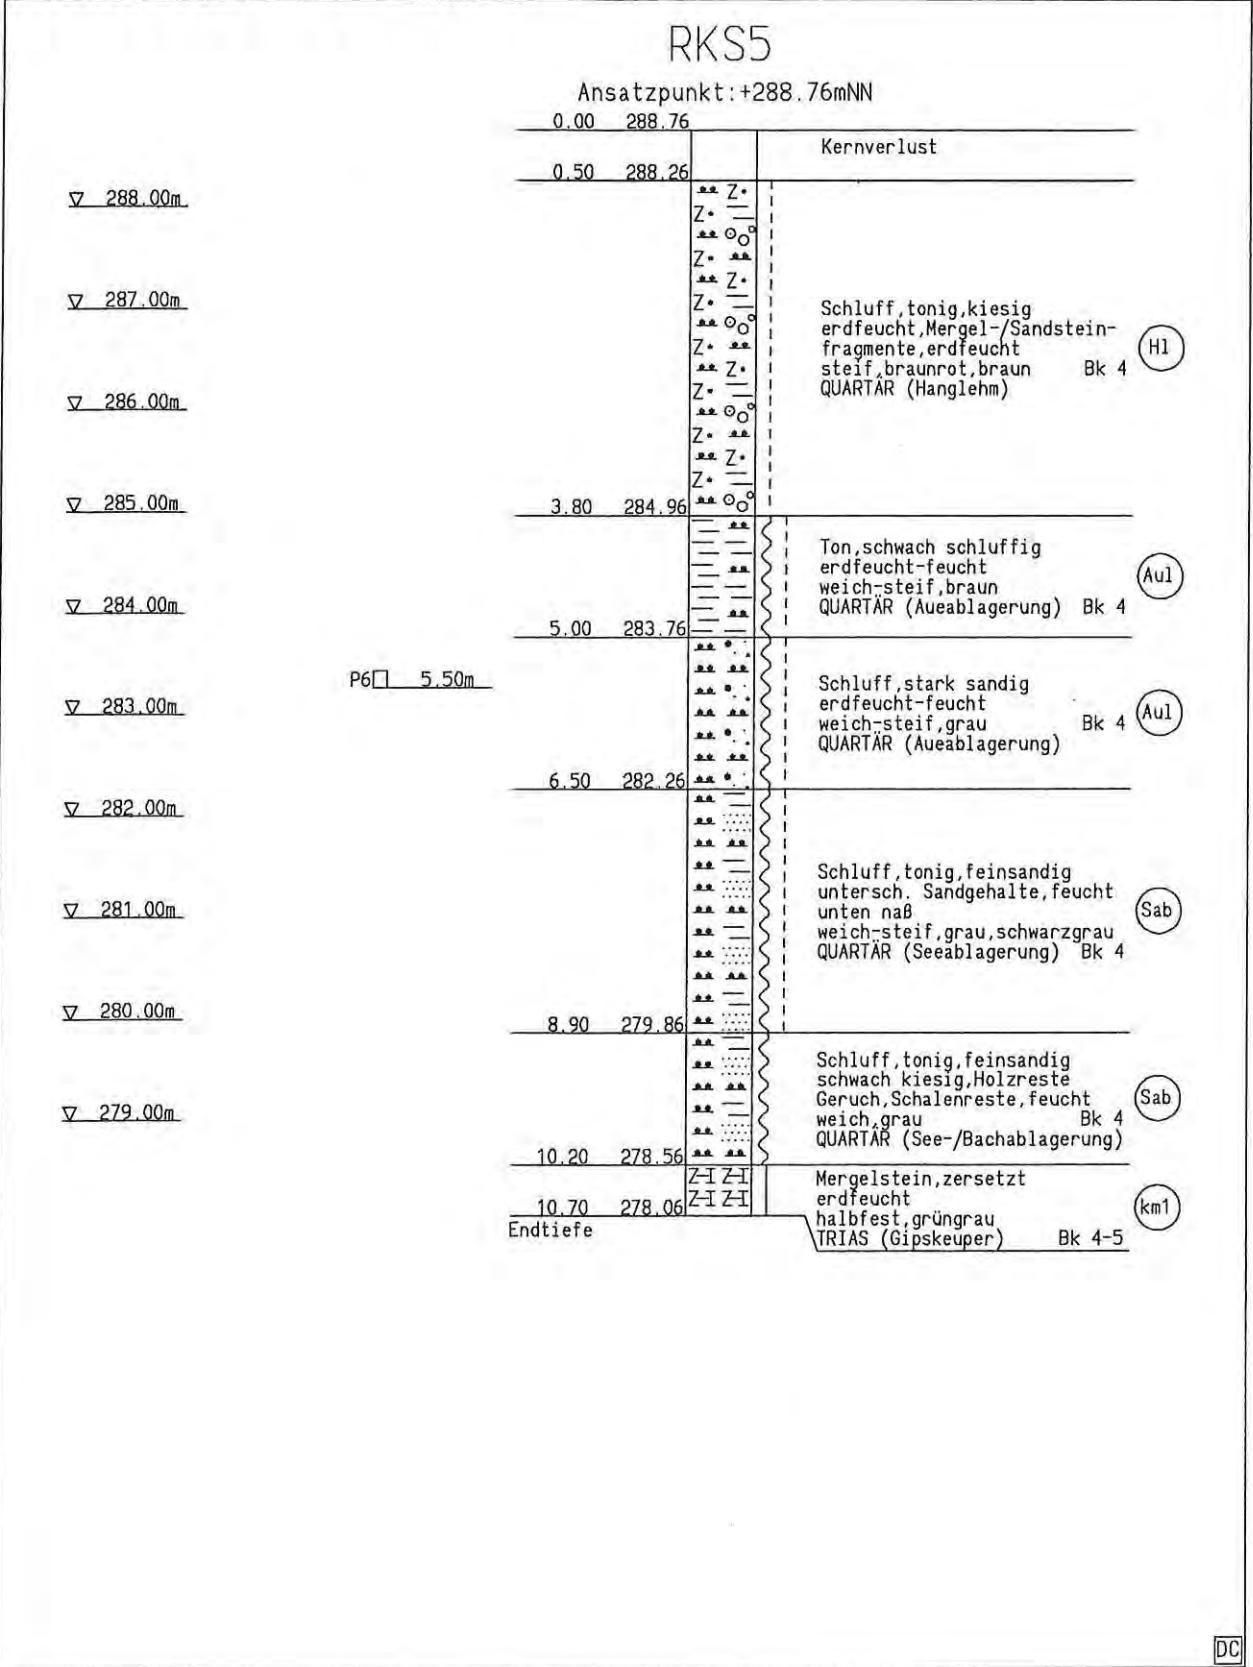 RKS5
Ansatzpunkt:+288.76mNN
0.00 288.76
Kernverlust
0.50 288.26
288.00m
287.00m
Schluff,tonig,kiesig
erdfeucht,Mergel-/Sandstein-
fragmente,erdfeucht
steif,braunrot,braun Bk 4
QUARTÄR (Hanglehm)
Hl
286.00m
285.00m
3.80 284.96
Ton,schwach schluffig
erdfeucht-feucht
weich-steif,braun
QUARTÄR (Aueablagerung) Bk 4
Aul
284.00m
5.00 283.76
P6 5.50m
Schluff,stark sandig
erdfeucht-feucht
weich-steif,grau Bk 4
QUARTÄR (Aueablagerung)
Aul
283.00m
6.50 282.26
282.00m
Schluff,tonig,feinsandig
untersch. Sandgehalte,feucht
unten naß
weich-steif,grau,schwarzgrau
QUARTÄR (Seeablagerung) Bk 4
Sab
281.00m
280.00m
8.90 279.86
Schluff,tonig,feinsandig
schwach kiesig,Holzreste
Geruch,Schalenreste,feucht
weich,grau Bk 4
QUARTÄR (See-/Bachablagerung)
Sab
279.00m
10.20 278.56
Mergelstein,zersetzt
erdfeucht
halbfest,grüngrau
TRIAS (Gipskeuper) Bk 4-5
km1
10.70 278.06
Endtiefe
DC